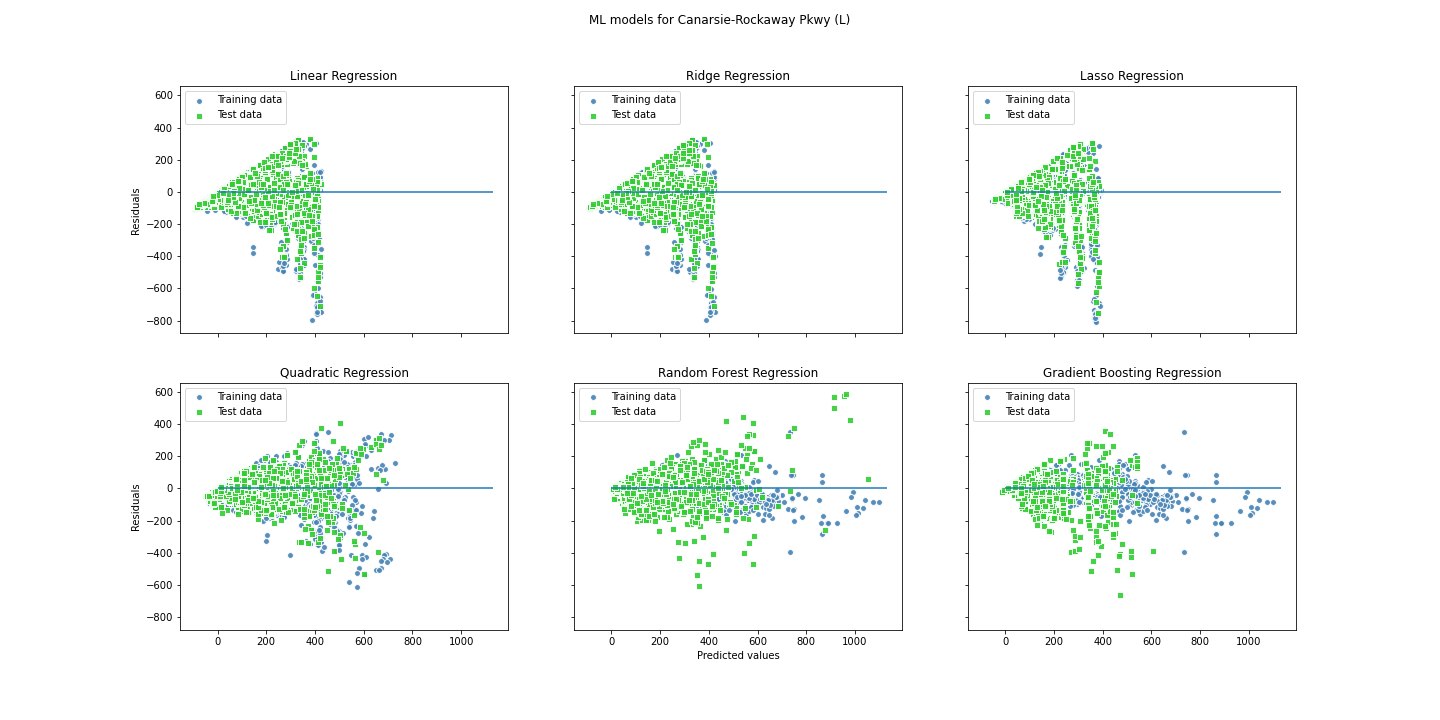 ML models for Canarsie-Rockaway Pkwy (L)
Linear Regression
Ridge Regression
Lasso Regression
Training data
Test data
Training data
Test data
Training data
Test data
600
400
200
0
−200
−400
−600
−800
Residuals
Quadratic Regression
Random Forest Regression
Gradient Boosting Regression
Training data
Test data
Training data
Test data
Training data
Test data
600
400
200
0
−200
−400
−600
−800
Residuals
0 200 400 600 800 1000
0 200 400 600 800 1000
0 200 400 600 800 1000
Predicted values